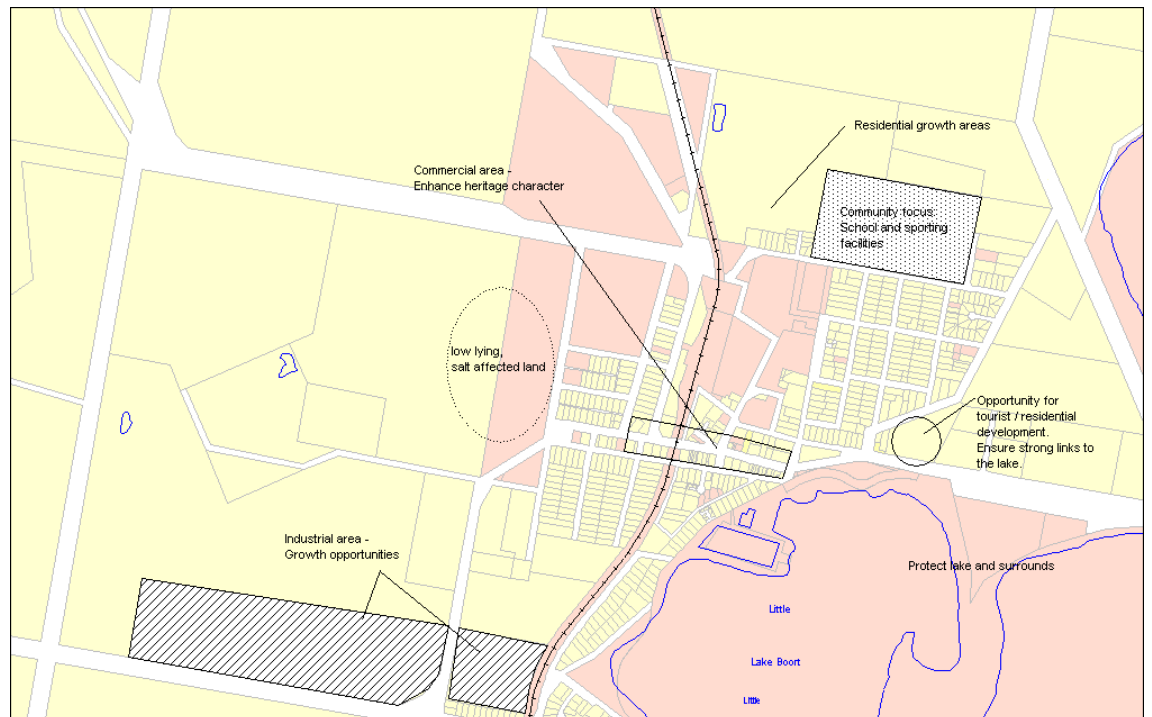 Residential growth areas
Commercial area -
Enhance heritage character
Community focus:
School and sporting
facilities
low lying,
salt affected land
Opportunity for
tourist / residential
development.
Ensure strong links to
the lake.
Industrial area -
Growth opportunities
Protect lake and surrounds
Little
Lake Boort
Little